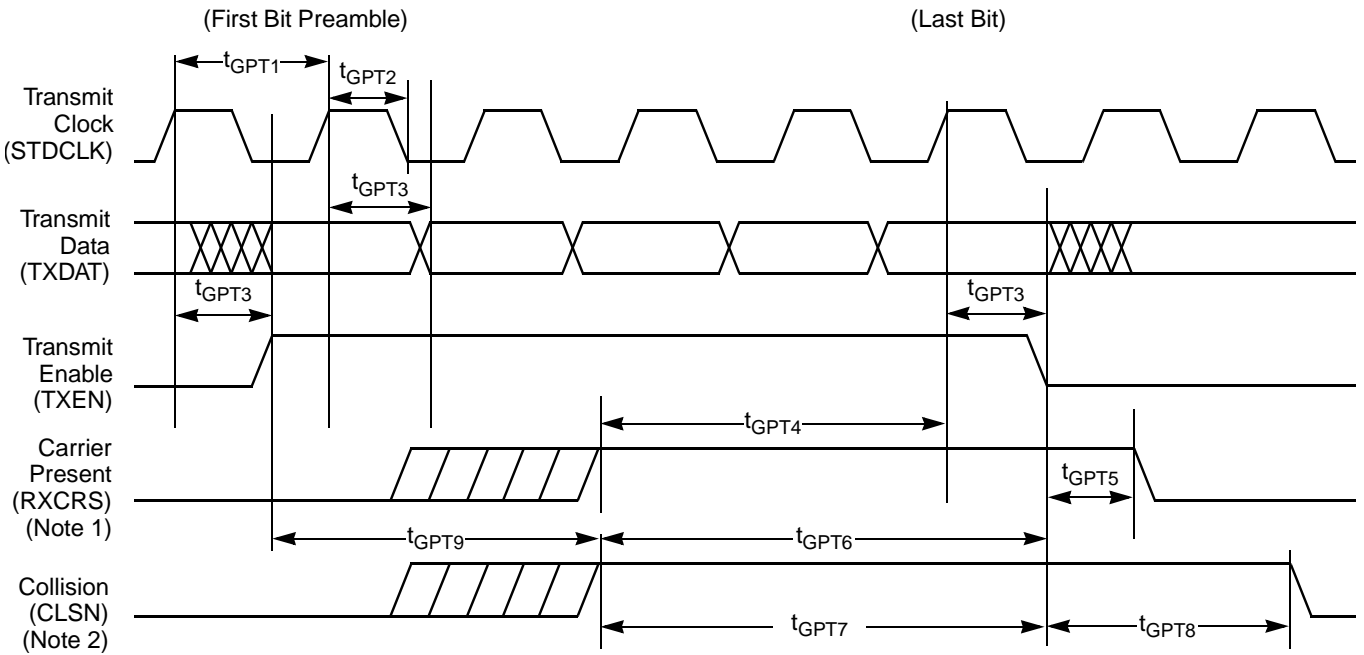 (First Bit Preamble)
(Last Bit)
tGPT1
tGPT2
Transmit
Clock
(STDCLK)
tGPT3
Transmit
Data
(TXDAT)
tGPT3
tGPT3
Transmit
Enable
(TXEN)
tGPT4
Carrier
Present
(RXCRS)
(Note 1)
tGPT5
tGPT9
tGPT6
Collision
(CLSN)
(Note 2)
tGPT7
tGPT8